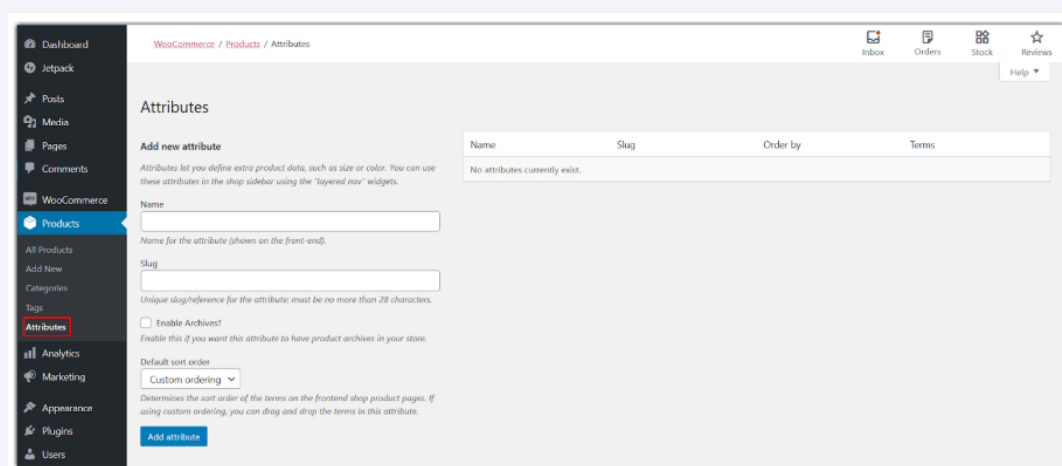 Dashboard
Jetpack
Posts
Media
Pages
Comments
WooCommerce
Products
All Products
Add New
Categories
Tags
Attributes
Analytics
Marketing
Appearance
Plugins
Users
WooCommerce / Products / Attributes
Inbox
Orders
Stock
Reviews
Help
Attributes
Add new attribute
Attributes let you define extra product data, such as size or color. You can use
these attributes in the shop sidebar using the "layered nav" widgets.
Name
Name for the attribute (shown on the front-end).
Slug
Unique slug/reference for the attribute; must be no more than 28 characters.
Enable Archives?
Enable this if you want this attribute to have product archives in your store.
Default sort order
Custom ordering
Determines the sort order of the terms on the frontend shop product pages. If
using custom ordering, you can drag and drop the terms in this attribute.
Add attribute
Name Slug Order by Terms
No attributes currently exist.